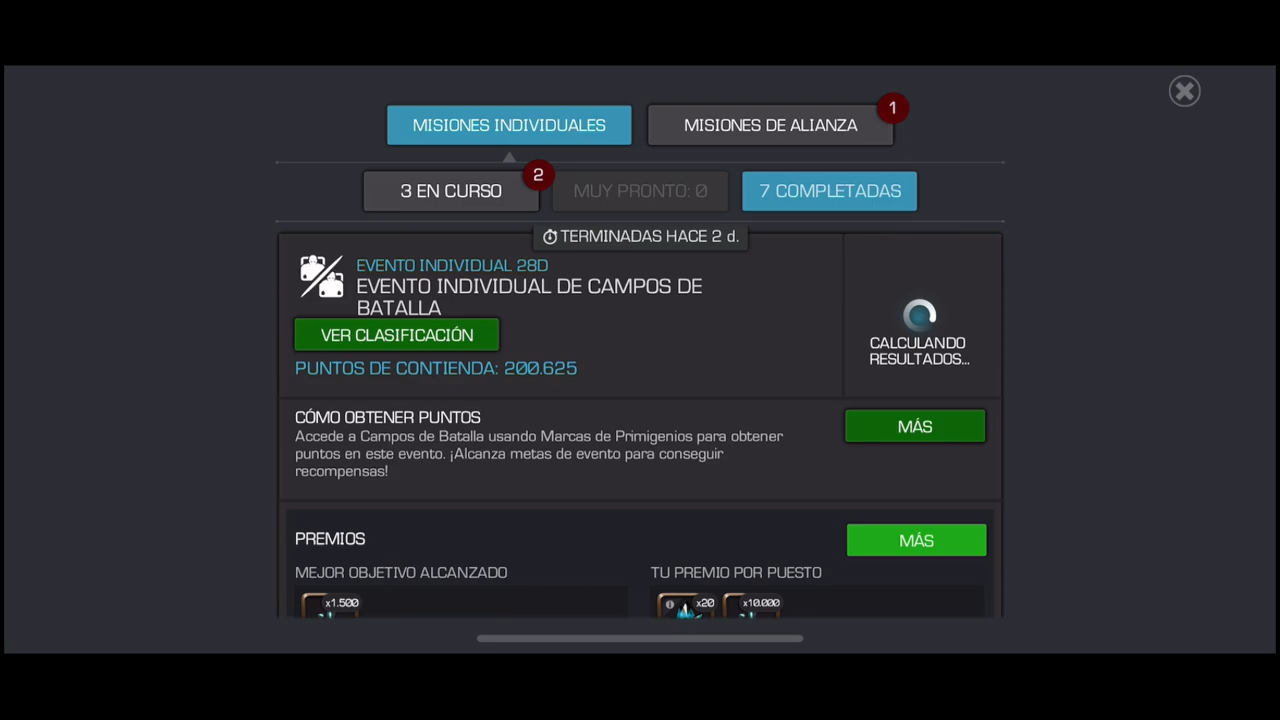 MISIONES INDIVIDUALES
MISIONES DE ALIANZA
1
3 EN CURSO
2
MUY PRONTO: 0
7 COMPLETADAS
TERMINADAS HACE 2 d.
EVENTO INDIVIDUAL 28D
EVENTO INDIVIDUAL DE CAMPOS DE
BATALLA
VER CLASIFICACIÓN
PUNTOS DE CONTIENDA: 200.625
CALCULANDO
RESULTADOS...
CÓMO OBTENER PUNTOS
Accede a Campos de Batalla usando Marcas de Primigenios para obtener
puntos en este evento. ¡Alcanza metas de evento para conseguir
recompensas!
MÁS
PREMIOS
MÁS
MEJOR OBJETIVO ALCANZADO
TU PREMIO POR PUESTO
x1.500
x20
x10.000